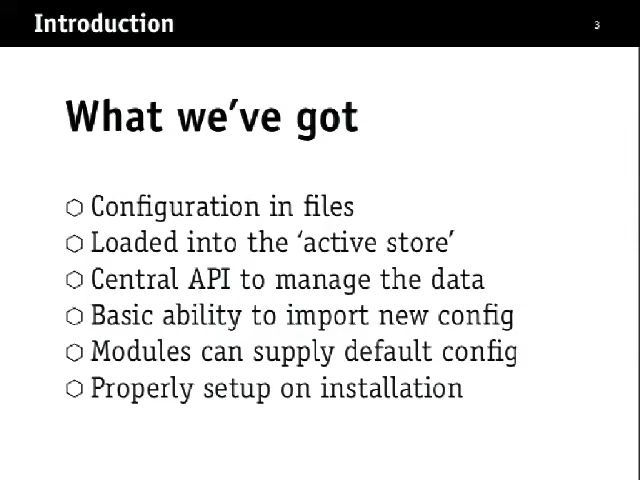 Introduction
3
What we've got
Configuration in files
Loaded into the ‘active store’
Central API to manage the data
Basic ability to import new config
Modules can supply default config
Properly setup on installation